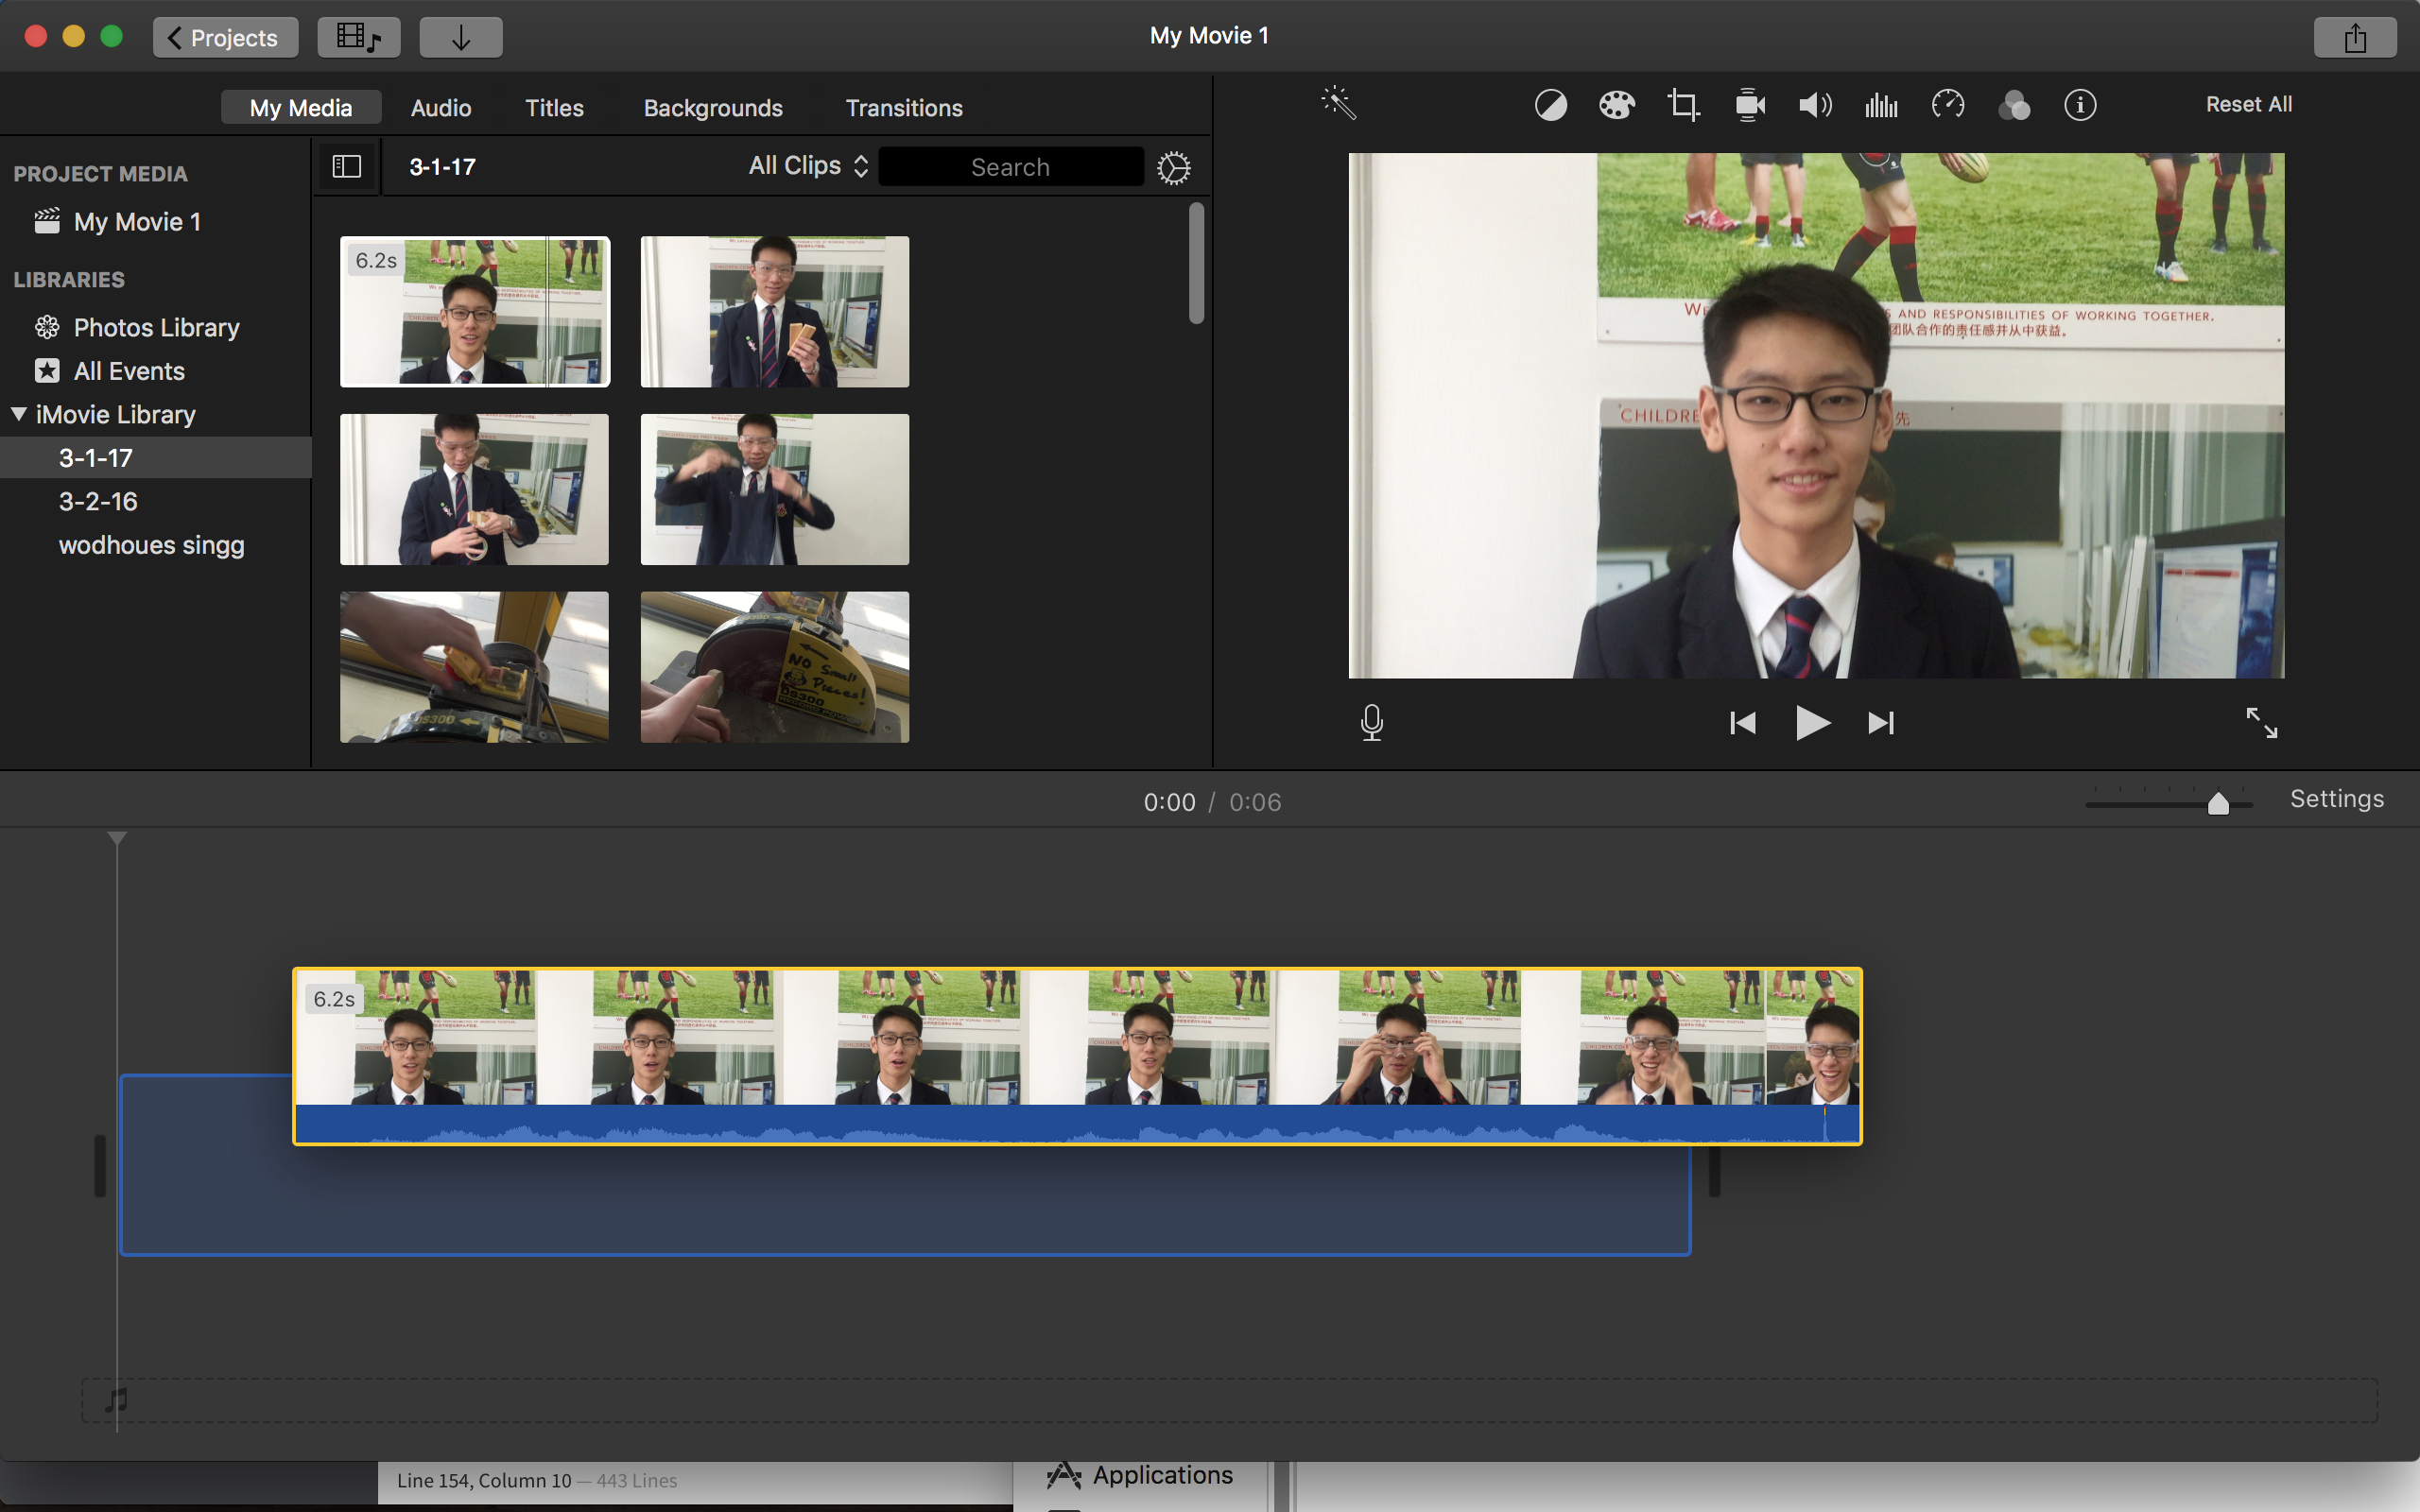 Projects
My Movie 1
My Media
Audio
Titles
Backgrounds
Transitions
Reset All
PROJECT MEDIA
My Movie 1
LIBRARIES
Photos Library
All Events
iMovie Library
3-1-17
3-2-16
wodhoues singg
3-1-17
All Clips
Search
6.2s
NO Small
Pieces!
DS300
DS300
S AND RESPONSIBILITIES OF WORKING TOGETHER.
团队合作的责任感并从中获益。
CHILDRE
先
0:00 / 0:06
Settings
6.2s
Line 154, Column 10 — 443 Lines
Applications